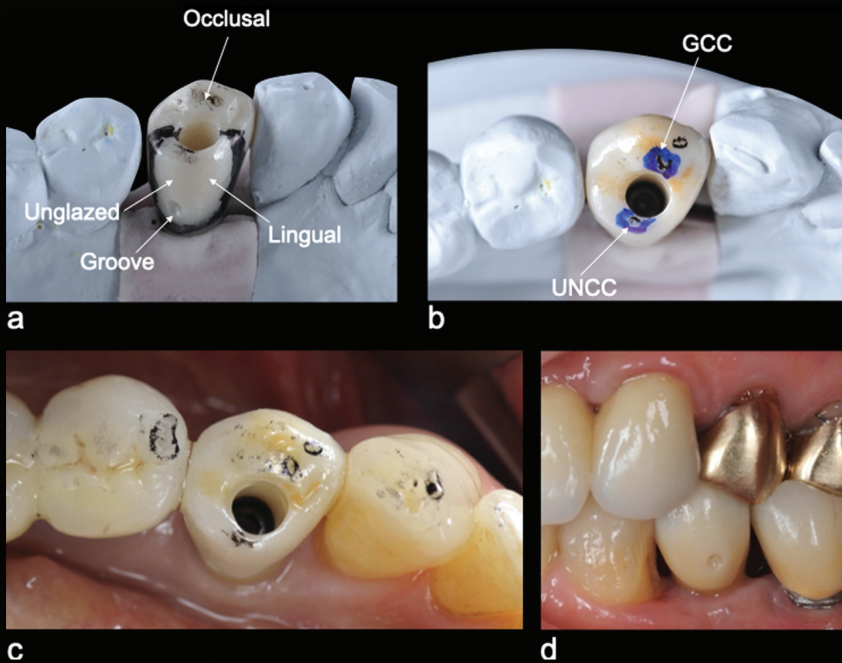 Occlusal
Unglazed
Groove
Lingual
a
GCC
UNCC
b
c
d